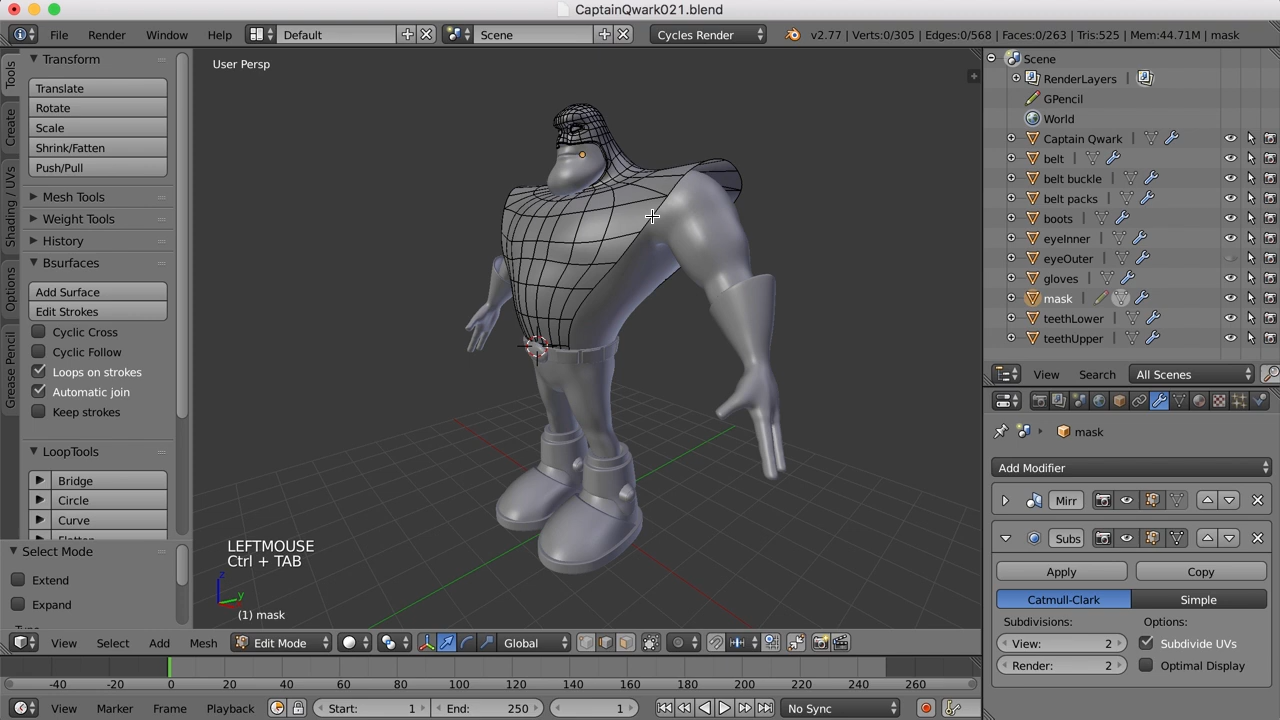 CaptainQwark021.blend
File Render Window Help Default Scene Cycles Render v2.77 | Verts:0/305 | Edges:0/568 | Faces:0/263 | Tris:525 | Mem:44.71M | mask
Tools
Create
Shading / UVs
Options
Grease Pencil
Transform
Translate
Rotate
Scale
Shrink/Fatten
Push/Pull
Mesh Tools
Weight Tools
History
Bsurfaces
Add Surface
Edit Strokes
Cyclic Cross
Cyclic Follow
Loops on strokes
Automatic join
Keep strokes
LoopTools
Bridge
Circle
Curve
Select Mode
Extend
Expand
User Persp
LEFTMOUSE
Ctrl + TAB
z
y
(1) mask
View Select Add Mesh Edit Mode Global
-40 -20 0 20 40 60 80 100 120 140 160 180 200 220 240 260
View Marker Frame Playback Start: 1 End: 250 1 No Sync
Scene
RenderLayers
GPencil
World
Captain Qwark
belt
belt buckle
belt packs
boots
eyeInner
eyeOuter
gloves
mask
teethLower
teethUpper
View Search All Scenes
mask
Add Modifier
Mirr
Subs
Apply Copy
Catmull-Clark Simple
Subdivisions: Options:
View: 2 Subdivide UVs
Render: 2 Optimal Display